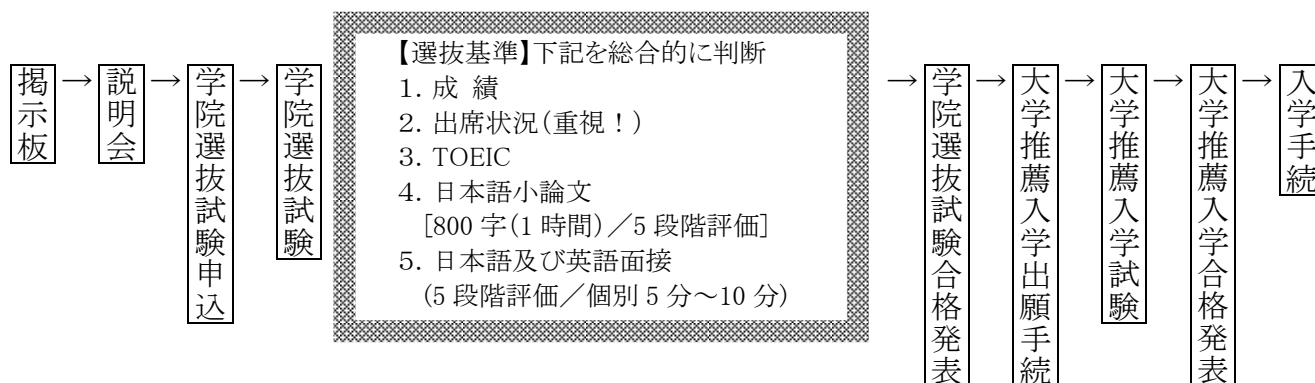 掲示板
→
説明会
→
学院選抜試験申込
→
学院選抜試験
【選抜基準】下記を総合的に判断
1. 成 績
2. 出席状況(重視！)
3. TOEIC
4. 日本語小論文
[800 字(1 時間)／5 段階評価]
5. 日本語及び英語面接
(5 段階評価／個別 5 分～10 分)
→
学院選抜試験合格発表
→
大学推薦入学出願手続
→
大学推薦入学試験
→
大学推薦入学合格発表
→
入学手続